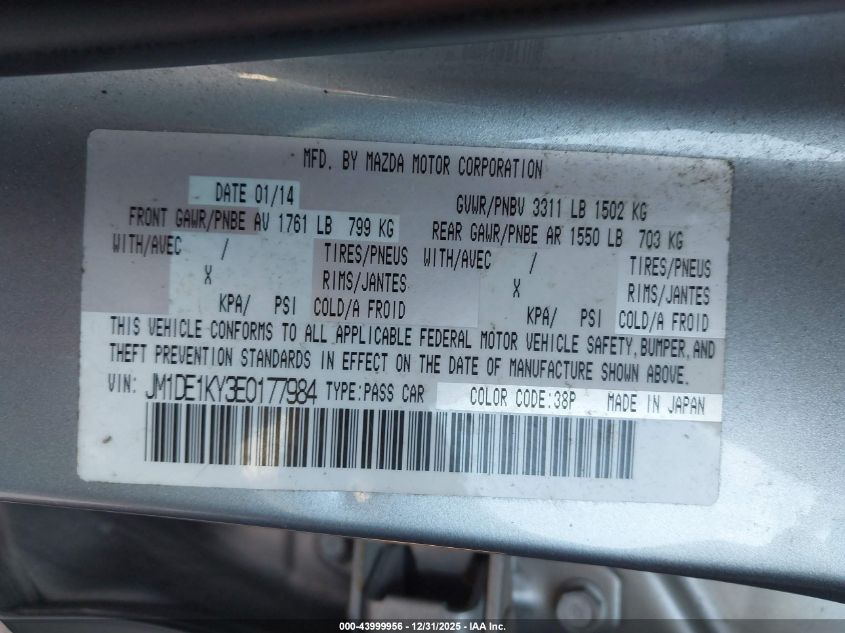 MFD. BY MAZDA MOTOR CORPORATION
DATE 01/14 GVWR/PNBV 3311 LB 1502 KG
FRONT GAWR/PNBE AV 1761 LB 799 KG REAR GAWR/PNBE AR 1550 LB 703 KG
WITH/AVEC / TIRES/PNEUS WITH/AVEC / TIRES/PNEUS
X RIMS/JANTES X RIMS/JANTES
KPA/ PSI COLD/A FROID KPA/ PSI COLD/A FROID
THIS VEHICLE CONFORMS TO ALL APPLICABLE FEDERAL MOTOR VEHICLE SAFETY, BUMPER, AND
THEFT PREVENTION STANDARDS IN EFFECT ON THE DATE OF MANUFACTURE SHOWN ABOVE.
VIN: JM1DE1KY3E0177984 TYPE:PASS CAR COLOR CODE:38P MADE IN JAPAN
000-43999956 - 12/31/2025 - IAA Inc.